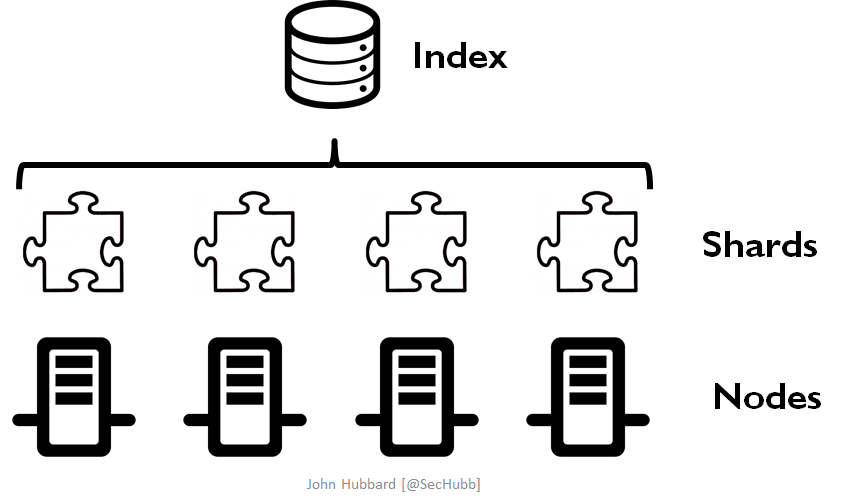 Index
Shards
Nodes
John Hubbard [@SecHubb]